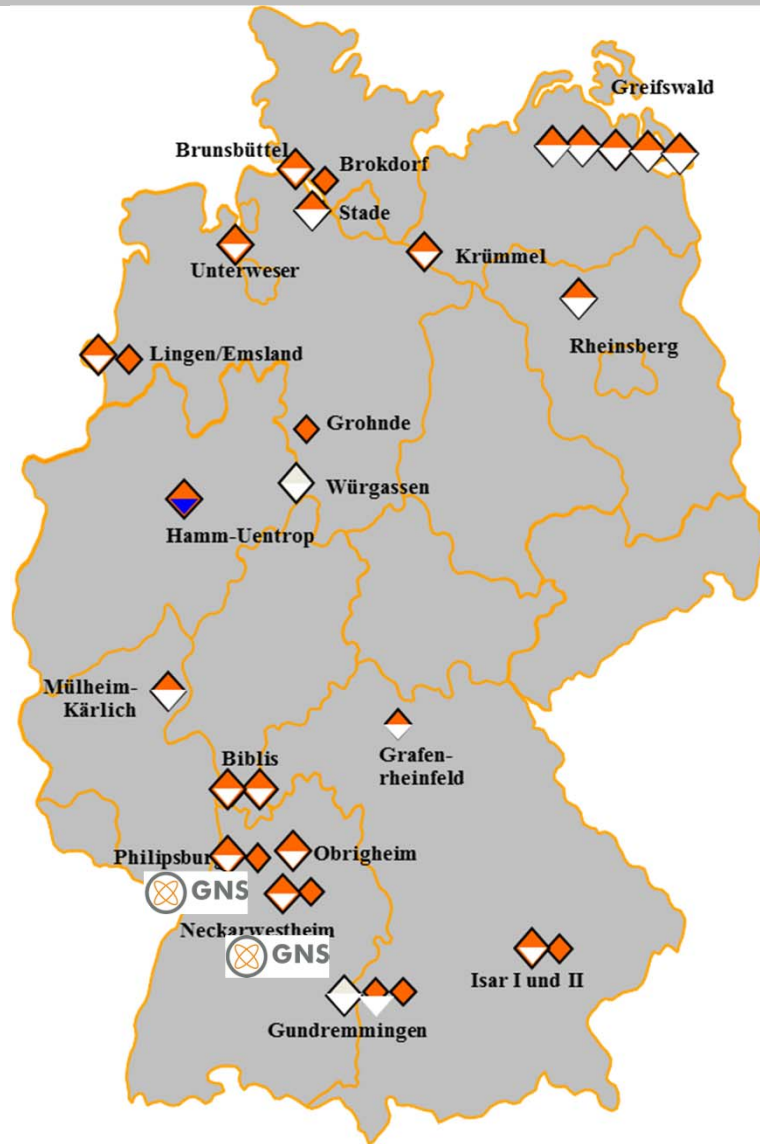 Greifswald
Brunsbüttel
Brokdorf
Stade
Unterweser
Krümmel
Rheinsberg
Lingen/Emsland
Grohnde
Würgassen
Hamm-Uentrop
Mülheim-
Kärlich
Grafen-
rheinfeld
Biblis
Philipsburg
Obrigheim
GNS
Neckarwestheim
GNS
Isar I und II
Gundremmingen